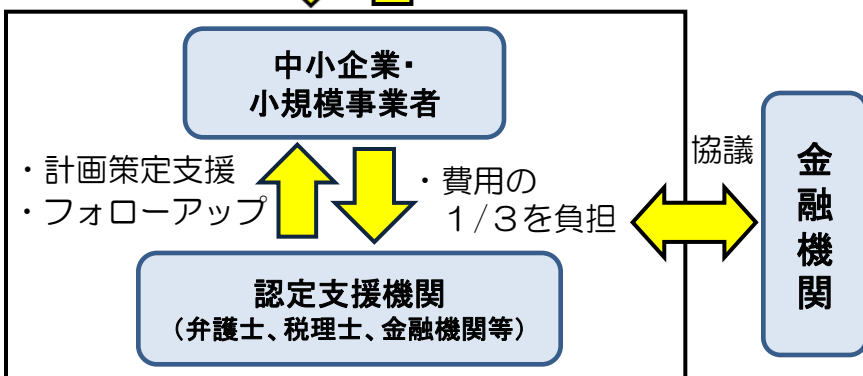 中小企業・
小規模事業者
・計画策定支援
・フォローアップ
・費用の
1/3を負担
協議
金融機関
認定支援機関
（弁護士、税理士、金融機関等）